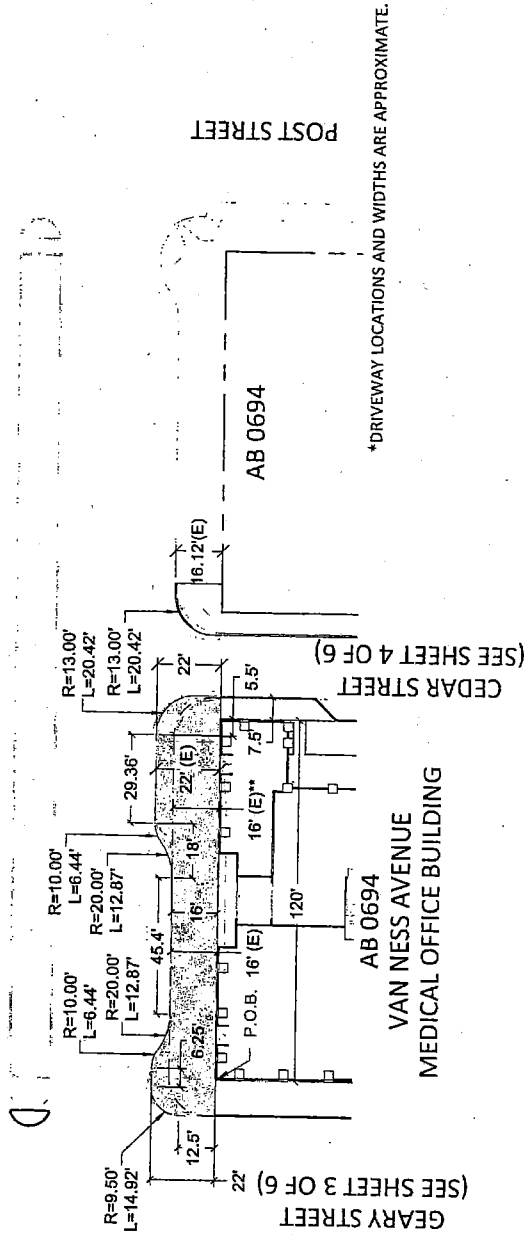 R=9.50'
L=14.92'
22'
12.5'
R=10.00'
L=6.44'
R=20.00'
L=12.87'
6.25'
P.O.B.
45.4'
16'
16' (E)
R=10.00'
L=6.44'
R=20.00'
L=12.87'
18'
29.36'
22' (E)
16' (E)**
120'
R=13.00'
L=20.42'
R=13.00'
L=20.42'
22'
5.5'
7.5'
16.12'(E)
GEARY STREET
(SEE SHEET 3 OF 6)
AB 0694
VAN NESS AVENUE
MEDICAL OFFICE BUILDING
CEDAR STREET
(SEE SHEET 4 OF 6)
AB 0694
POST STREET
*DRIVEWAY LOCATIONS AND WIDTHS ARE APPROXIMATE.